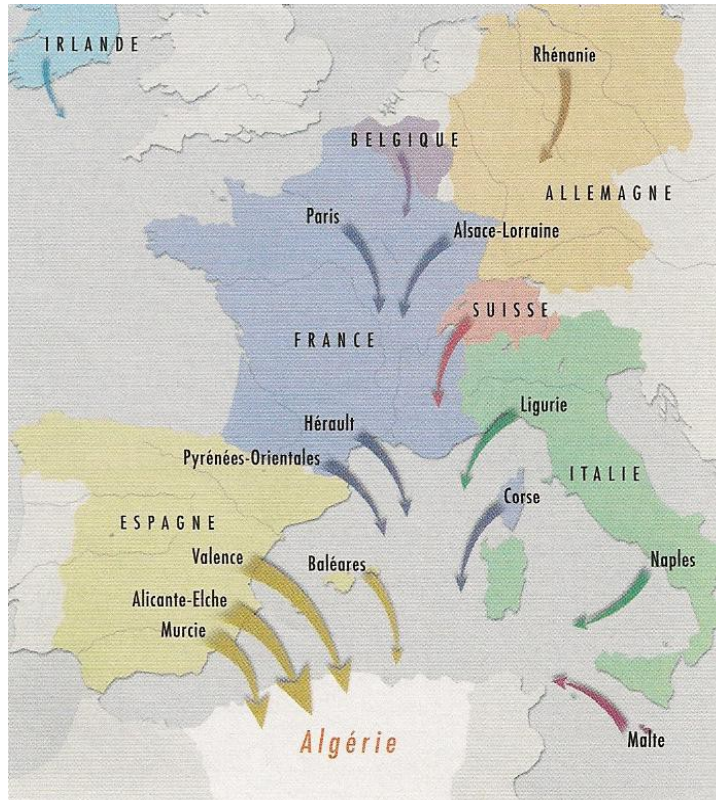 IRLANDE
Rhénanie
BELGIQUE
ALLEMAGNE
Paris
Alsace-Lorraine
SUISSE
FRANCE
Ligurie
Hérault
Pyrénées-Orientales
ITALIE
Corse
ESPAGNE
Valence
Baléares
Naples
Alicante-Elche
Murcie
Algérie
Malte